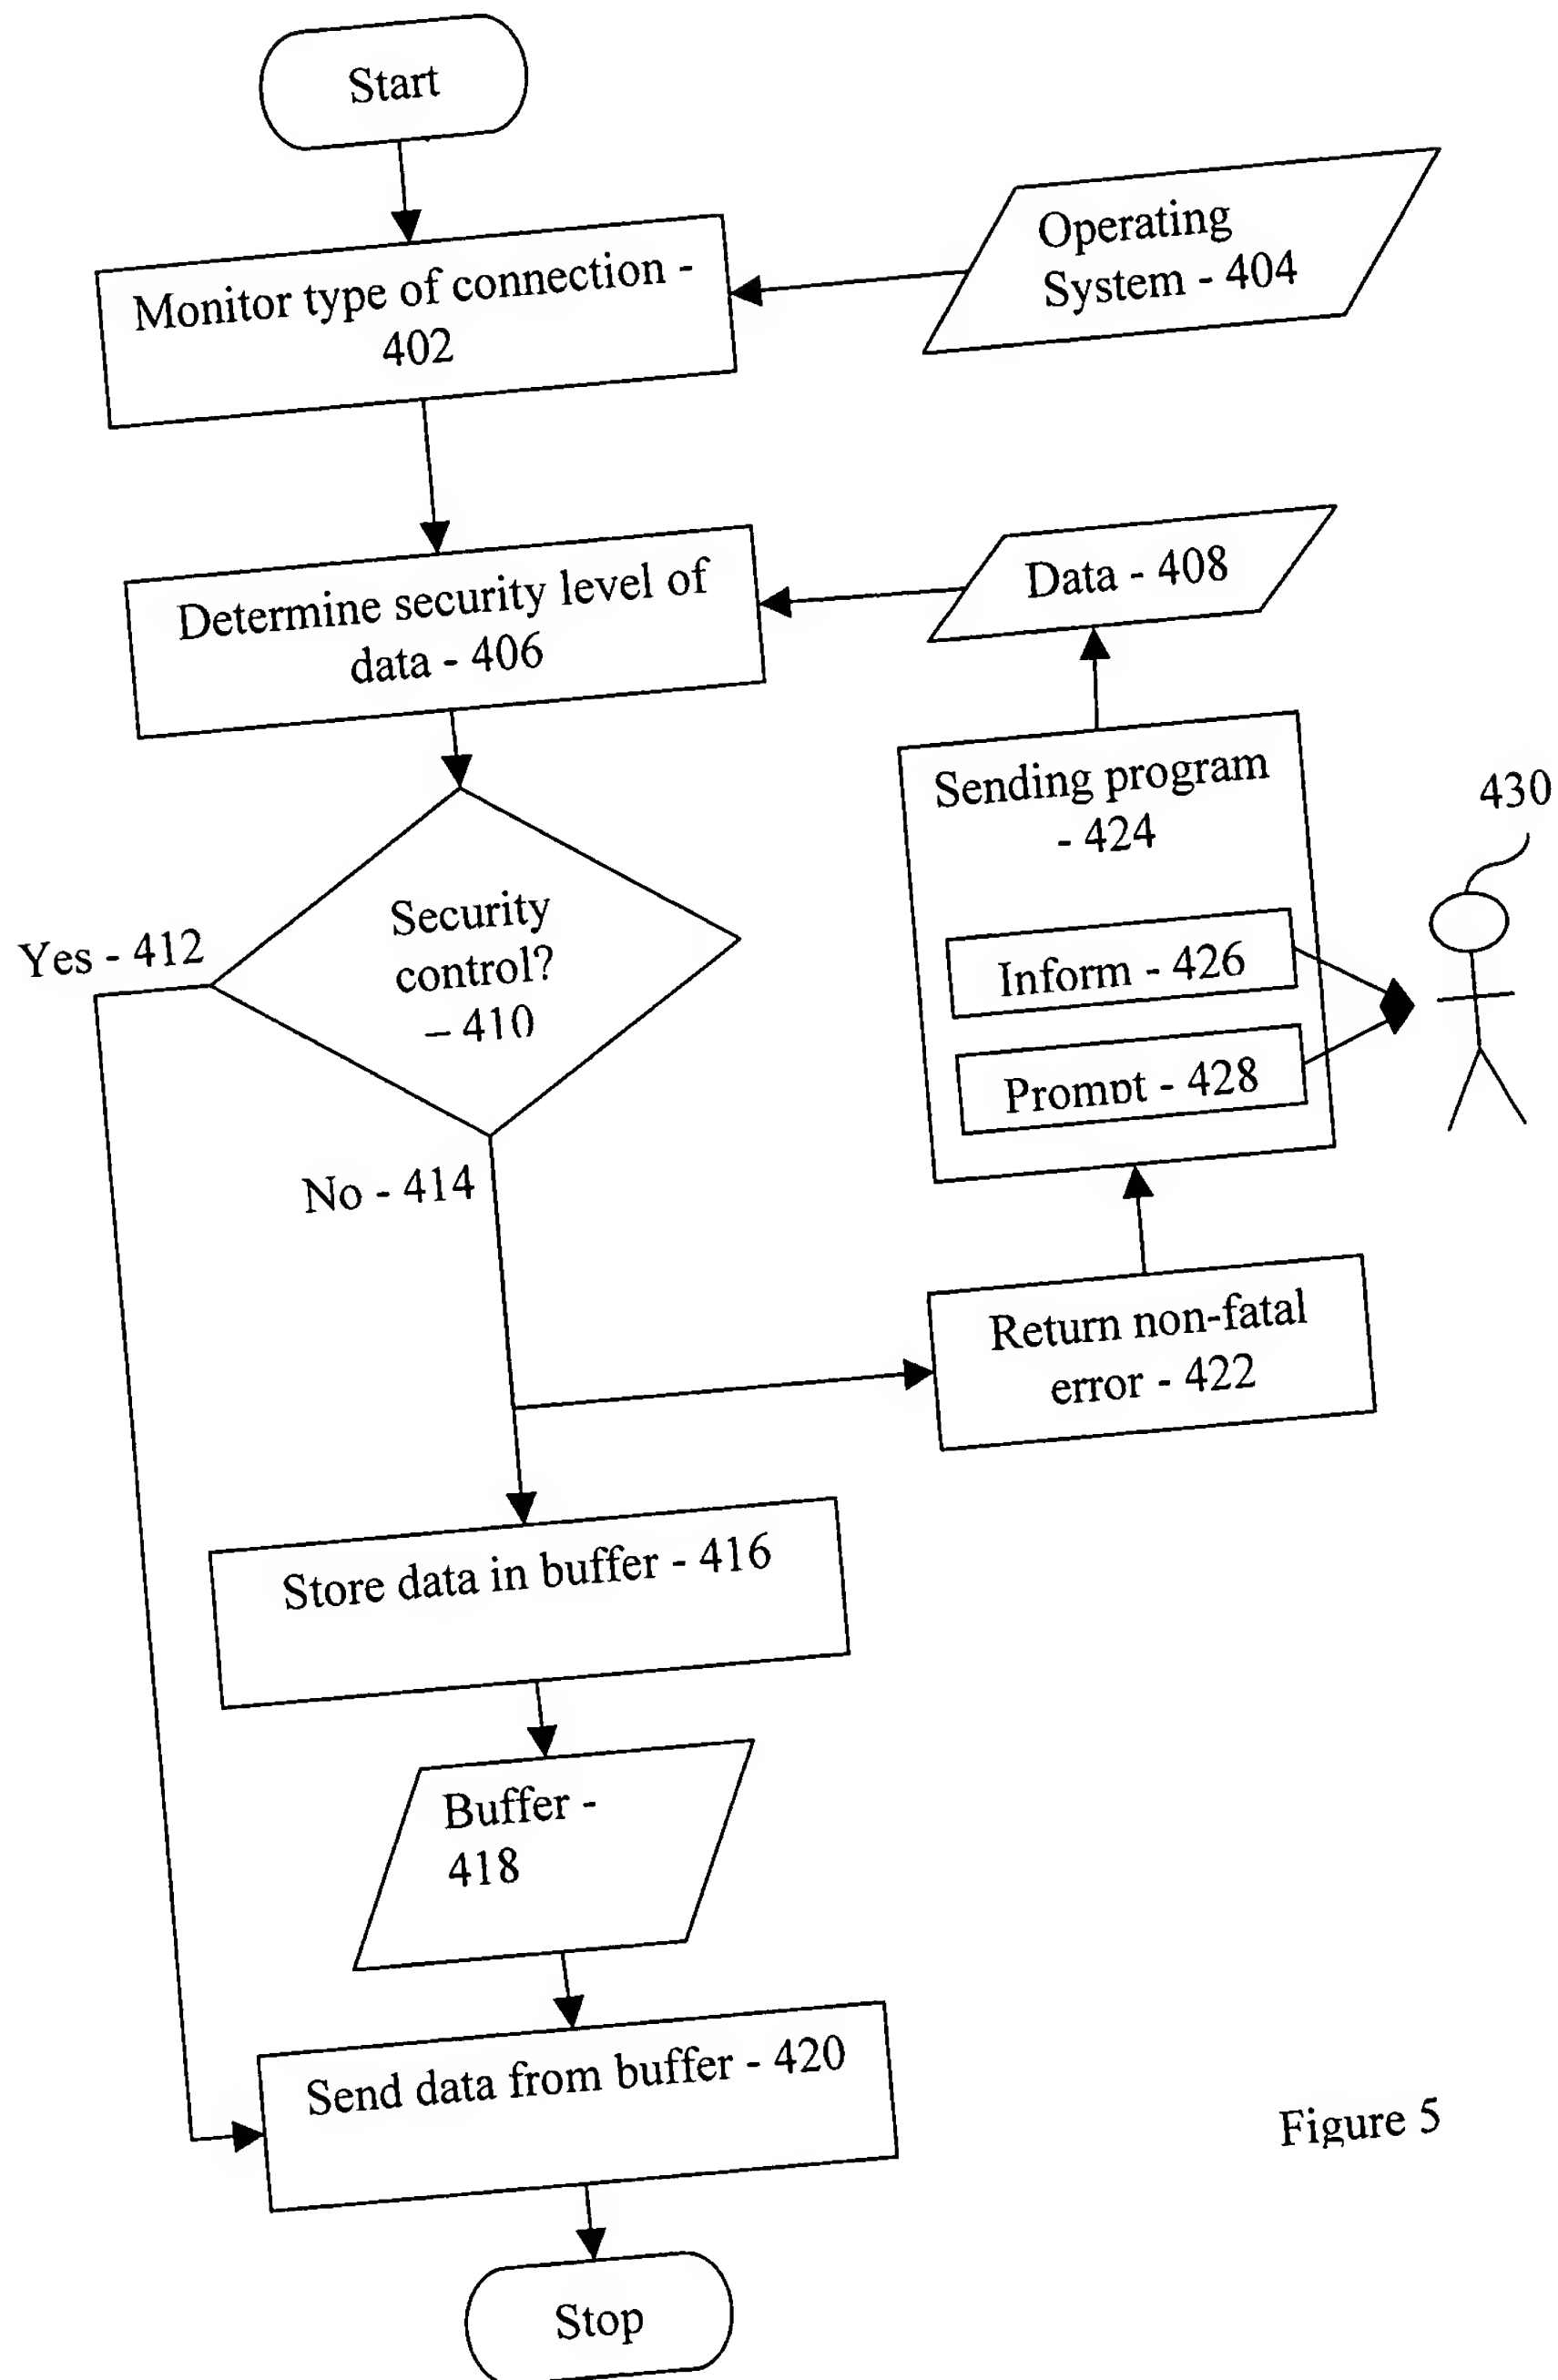 Start
Operating
System - 404
Monitor type of connection -
402
Data - 408
Determine security level of
data - 406
Sending program
- 424
430
Security
control?
– 410
Yes - 412
Inform - 426
Prompt - 428
No - 414
Return non-fatal
error - 422
Store data in buffer - 416
Buffer -
418
Send data from buffer - 420
Figure 5
Stop